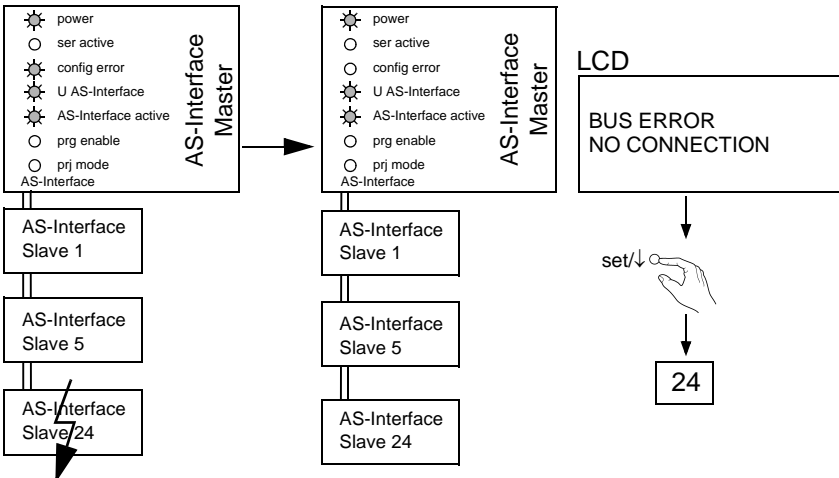 power
ser active
config error
U AS-Interface
AS-Interface active
prg enable
prj mode
AS-Interface
AS-Interface
Master
AS-Interface
Slave 1
AS-Interface
Slave 5
AS-Interface
Slave 24
power
ser active
config error
U AS-Interface
AS-Interface active
prg enable
prj mode
AS-Interface
AS-Interface
Master
AS-Interface
Slave 1
AS-Interface
Slave 5
AS-Interface
Slave 24
LCD
BUS ERROR
NO CONNECTION
set/↓
24